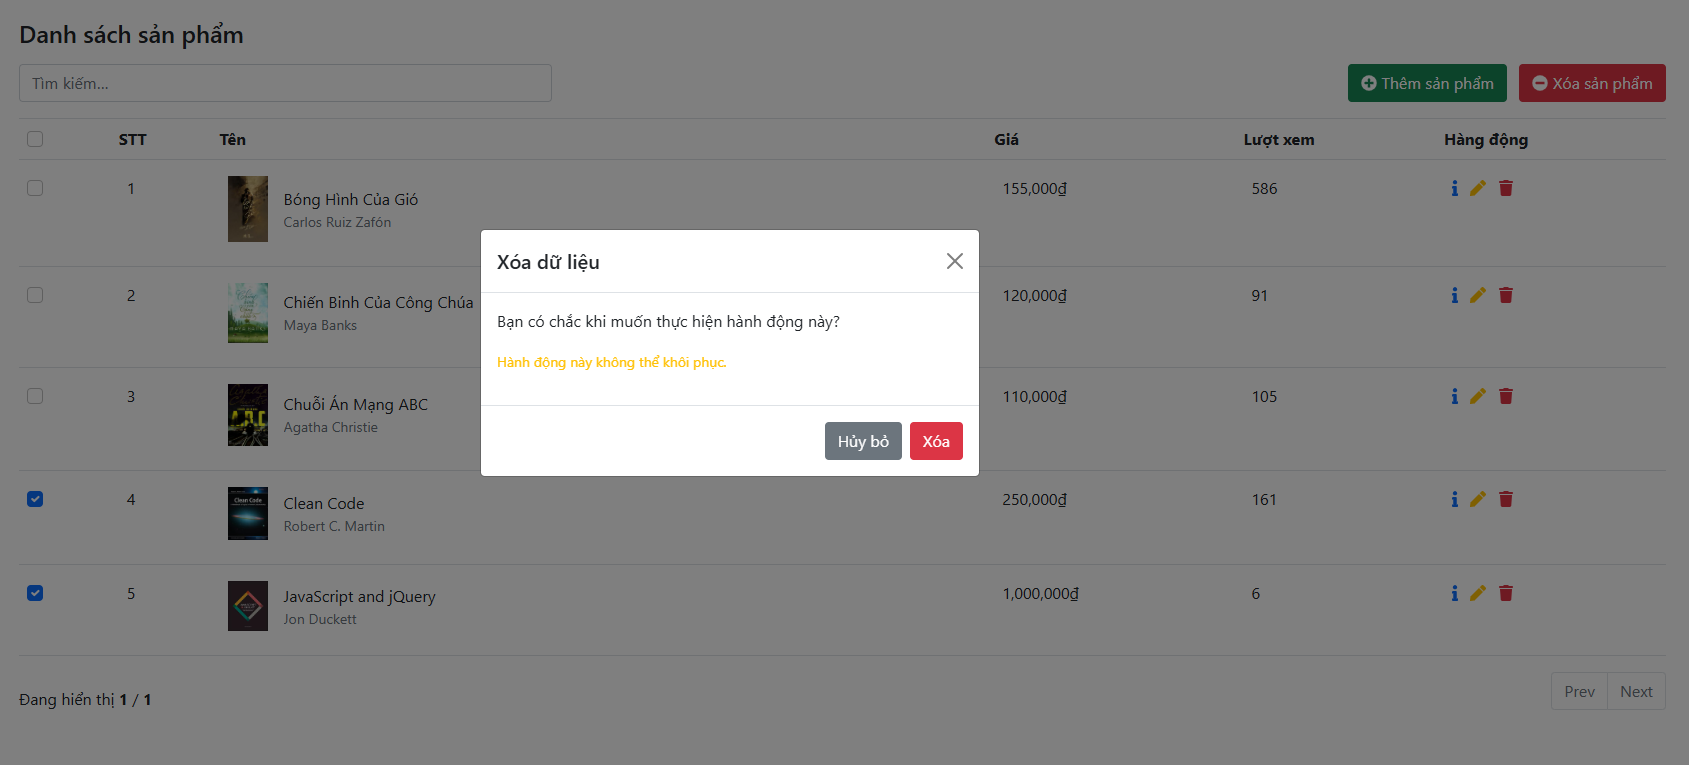 Danh sách sản phẩm
Tìm kiếm...
Thêm sản phẩm Xóa sản phẩm
STT Tên Giá Lượt xem Hàng động
1 Bóng Hình Của Gió 155,000₫ 586
Carlos Ruiz Zafón
2 Chiến Binh Của Công Chúa 120,000₫ 91
Maya Banks
3 Chuỗi Án Mạng ABC 110,000₫ 105
Agatha Christie
4 Clean Code 250,000₫ 161
Robert C. Martin
5 JavaScript and jQuery 1,000,000₫ 6
Jon Duckett
Đang hiển thị 1 / 1
Prev Next
Xóa dữ liệu
Bạn có chắc khi muốn thực hiện hành động này?
Hành động này không thể khôi phục.
Hủy bỏ Xóa
Clean Code